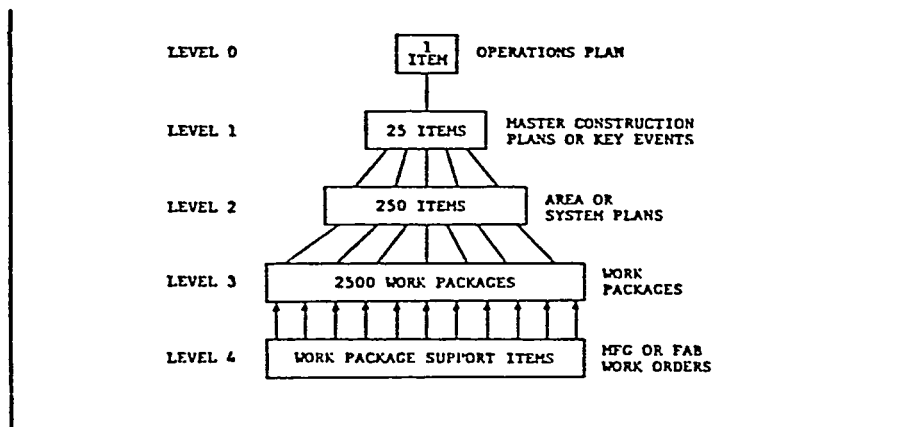 LEVEL 0
1
ITEM
OPERATIONS PLAN
LEVEL 1
25 ITEMS
MASTER CONSTRUCTION
PLANS OR KEY EVENTS
LEVEL 2
250 ITEMS
AREA OR
SYSTEM PLANS
LEVEL 3
2500 WORK PACKAGES
WORK
PACKAGES
LEVEL 4
WORK PACKAGE SUPPORT ITEMS
MFG OR FAB
WORK ORDERS